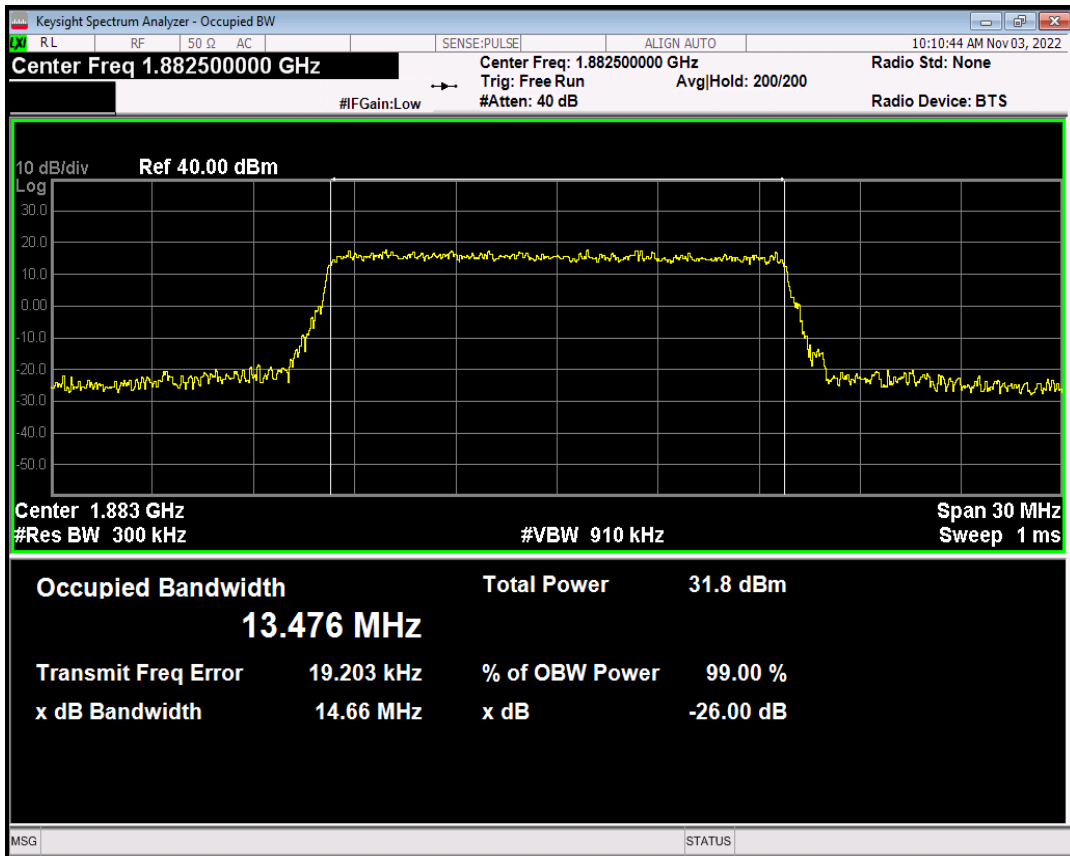 Keysight Spectrum Analyzer - Occupied BW
LXI RL RF 50 Ω AC SENSE:PULSE ALIGN AUTO 10:10:44 AM Nov 03, 2022
Center Freq 1.882500000 GHz Center Freq: 1.882500000 GHz Radio Std: None
Trig: Free Run Avg|Hold: 200/200
#IFGain:Low #Atten: 40 dB Radio Device: BTS
10 dB/div Ref 40.00 dBm
Log
30.0
20.0
10.0
0.00
-10.0
-20.0
-30.0
-40.0
-50.0
Center 1.883 GHz Span 30 MHz
#Res BW 300 kHz #VBW 910 kHz Sweep 1 ms
Occupied Bandwidth Total Power 31.8 dBm
13.476 MHz
Transmit Freq Error 19.203 kHz % of OBW Power 99.00 %
x dB Bandwidth 14.66 MHz x dB -26.00 dB
MSG STATUS